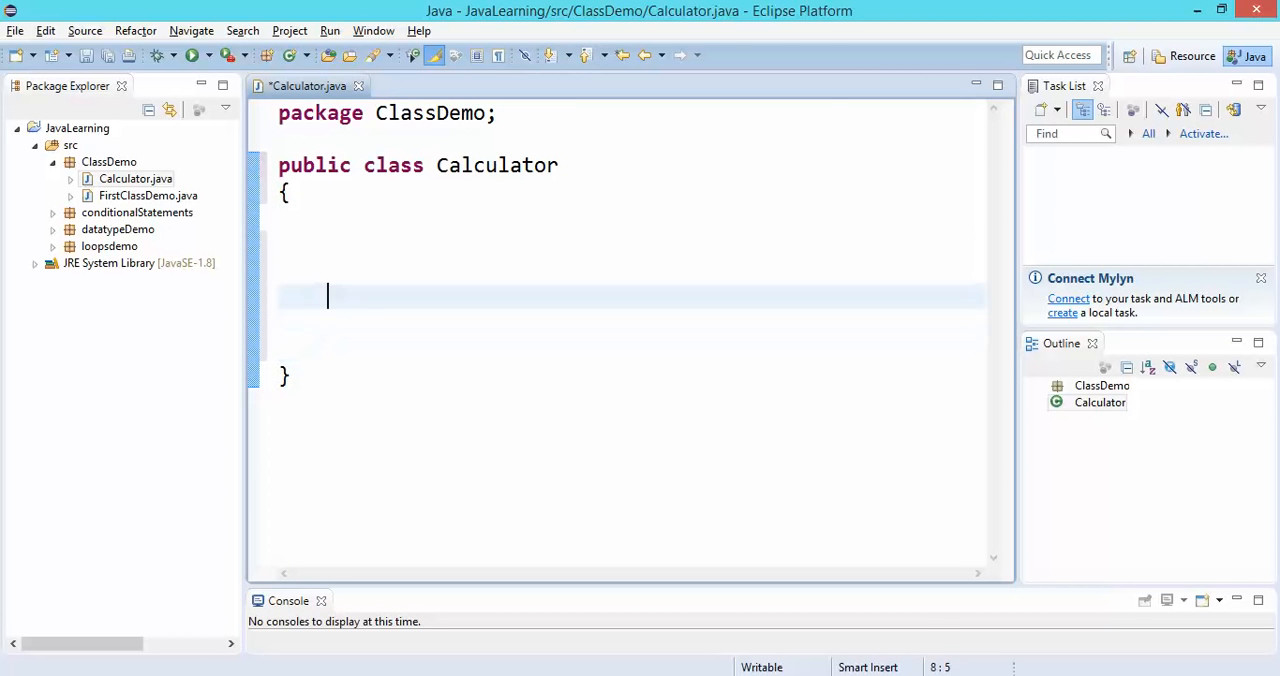 Java - JavaLearning/src/ClassDemo/Calculator.java - Eclipse Platform
File Edit Source Refactor Navigate Search Project Run Window Help
Quick Access
Resource
Java
Package Explorer
JavaLearning
src
ClassDemo
Calculator.java
FirstClassDemo.java
conditionalStatements
datatypeDemo
loopsdemo
JRE System Library [JavaSE-1.8]
*Calculator.java
package ClassDemo;
public class Calculator
{
}
Task List
Find
All
Activate...
Connect Mylyn
Connect to your task and ALM tools or
create a local task.
Outline
ClassDemo
Calculator
Console
No consoles to display at this time.
Writable
Smart Insert
8 : 5